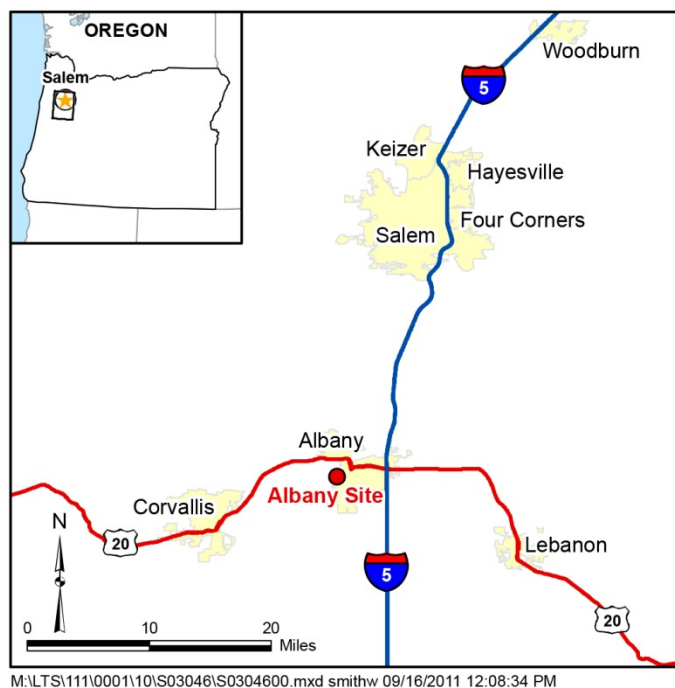 OREGON
Salem
Woodburn
5
Keizer
Hayesville
Four Corners
Salem
Albany
Albany Site
Corvallis
N
20
5
Lebanon
20
0 10 20
Miles
M:\LTS\111\0001\10\S03046\S0304600.mxd smithw 09/16/2011 12:08:34 PM